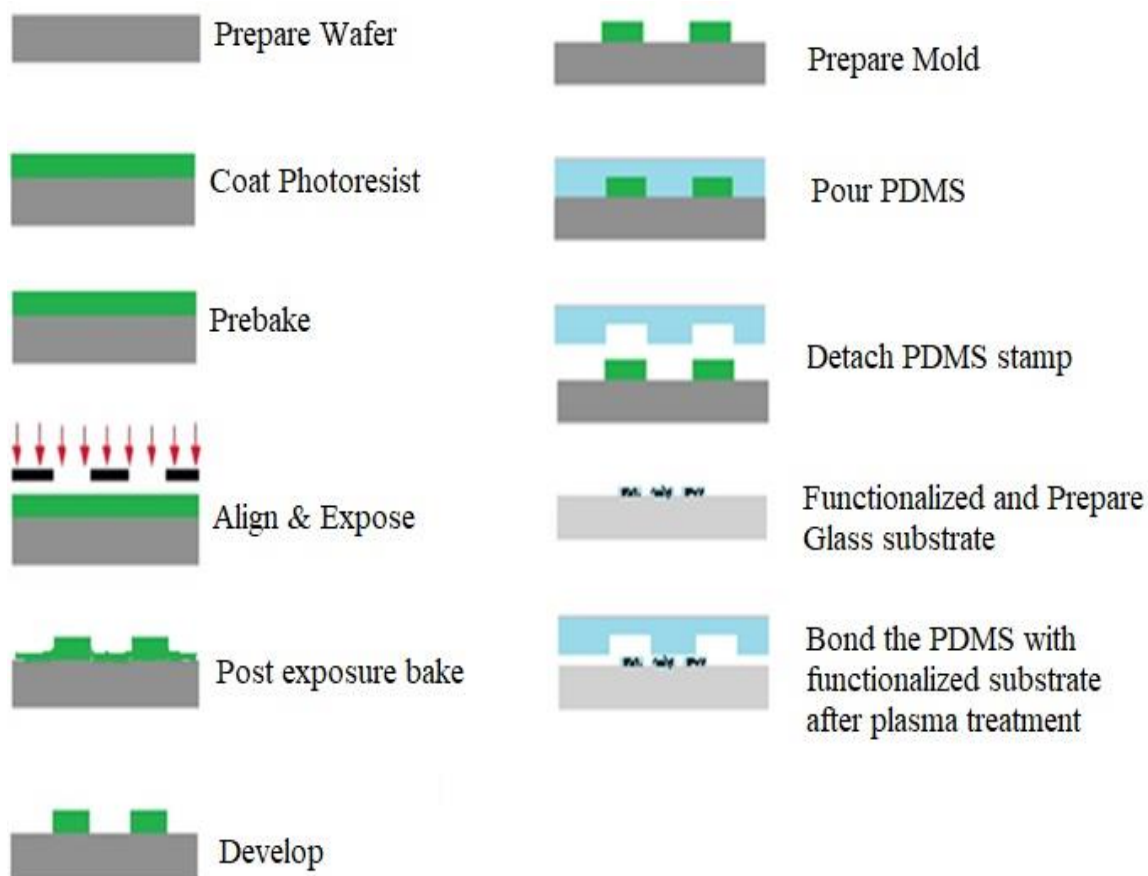 Prepare Wafer
Coat Photoresist
Prebake
Align & Expose
Post exposure bake
Develop
Prepare Mold
Pour PDMS
Detach PDMS stamp
Functionalized and Prepare
Glass substrate
Bond the PDMS with
functionalized substrate
after plasma treatment